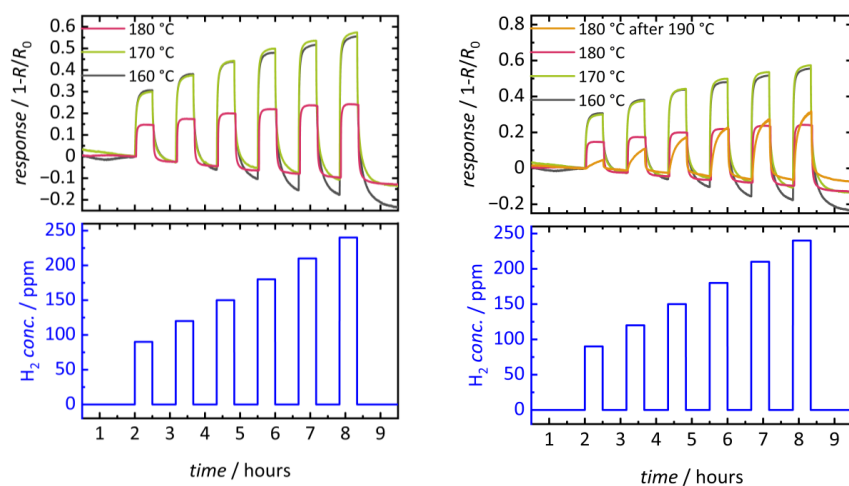 0.6
0.5
0.4
0.3
0.2
0.1
0
−0.1
−0.2
response / 1-R/R0
180 °C
170 °C
160 °C
250
200
150
100
50
0
H2 conc. / ppm
1 2 3 4 5 6 7 8 9
time / hours
0.8
0.6
0.4
0.2
0
−0.2
response / 1-R/R0
180 °C after 190 °C
180 °C
170 °C
160 °C
250
200
150
100
50
0
H2 conc. / ppm
1 2 3 4 5 6 7 8 9
time / hours